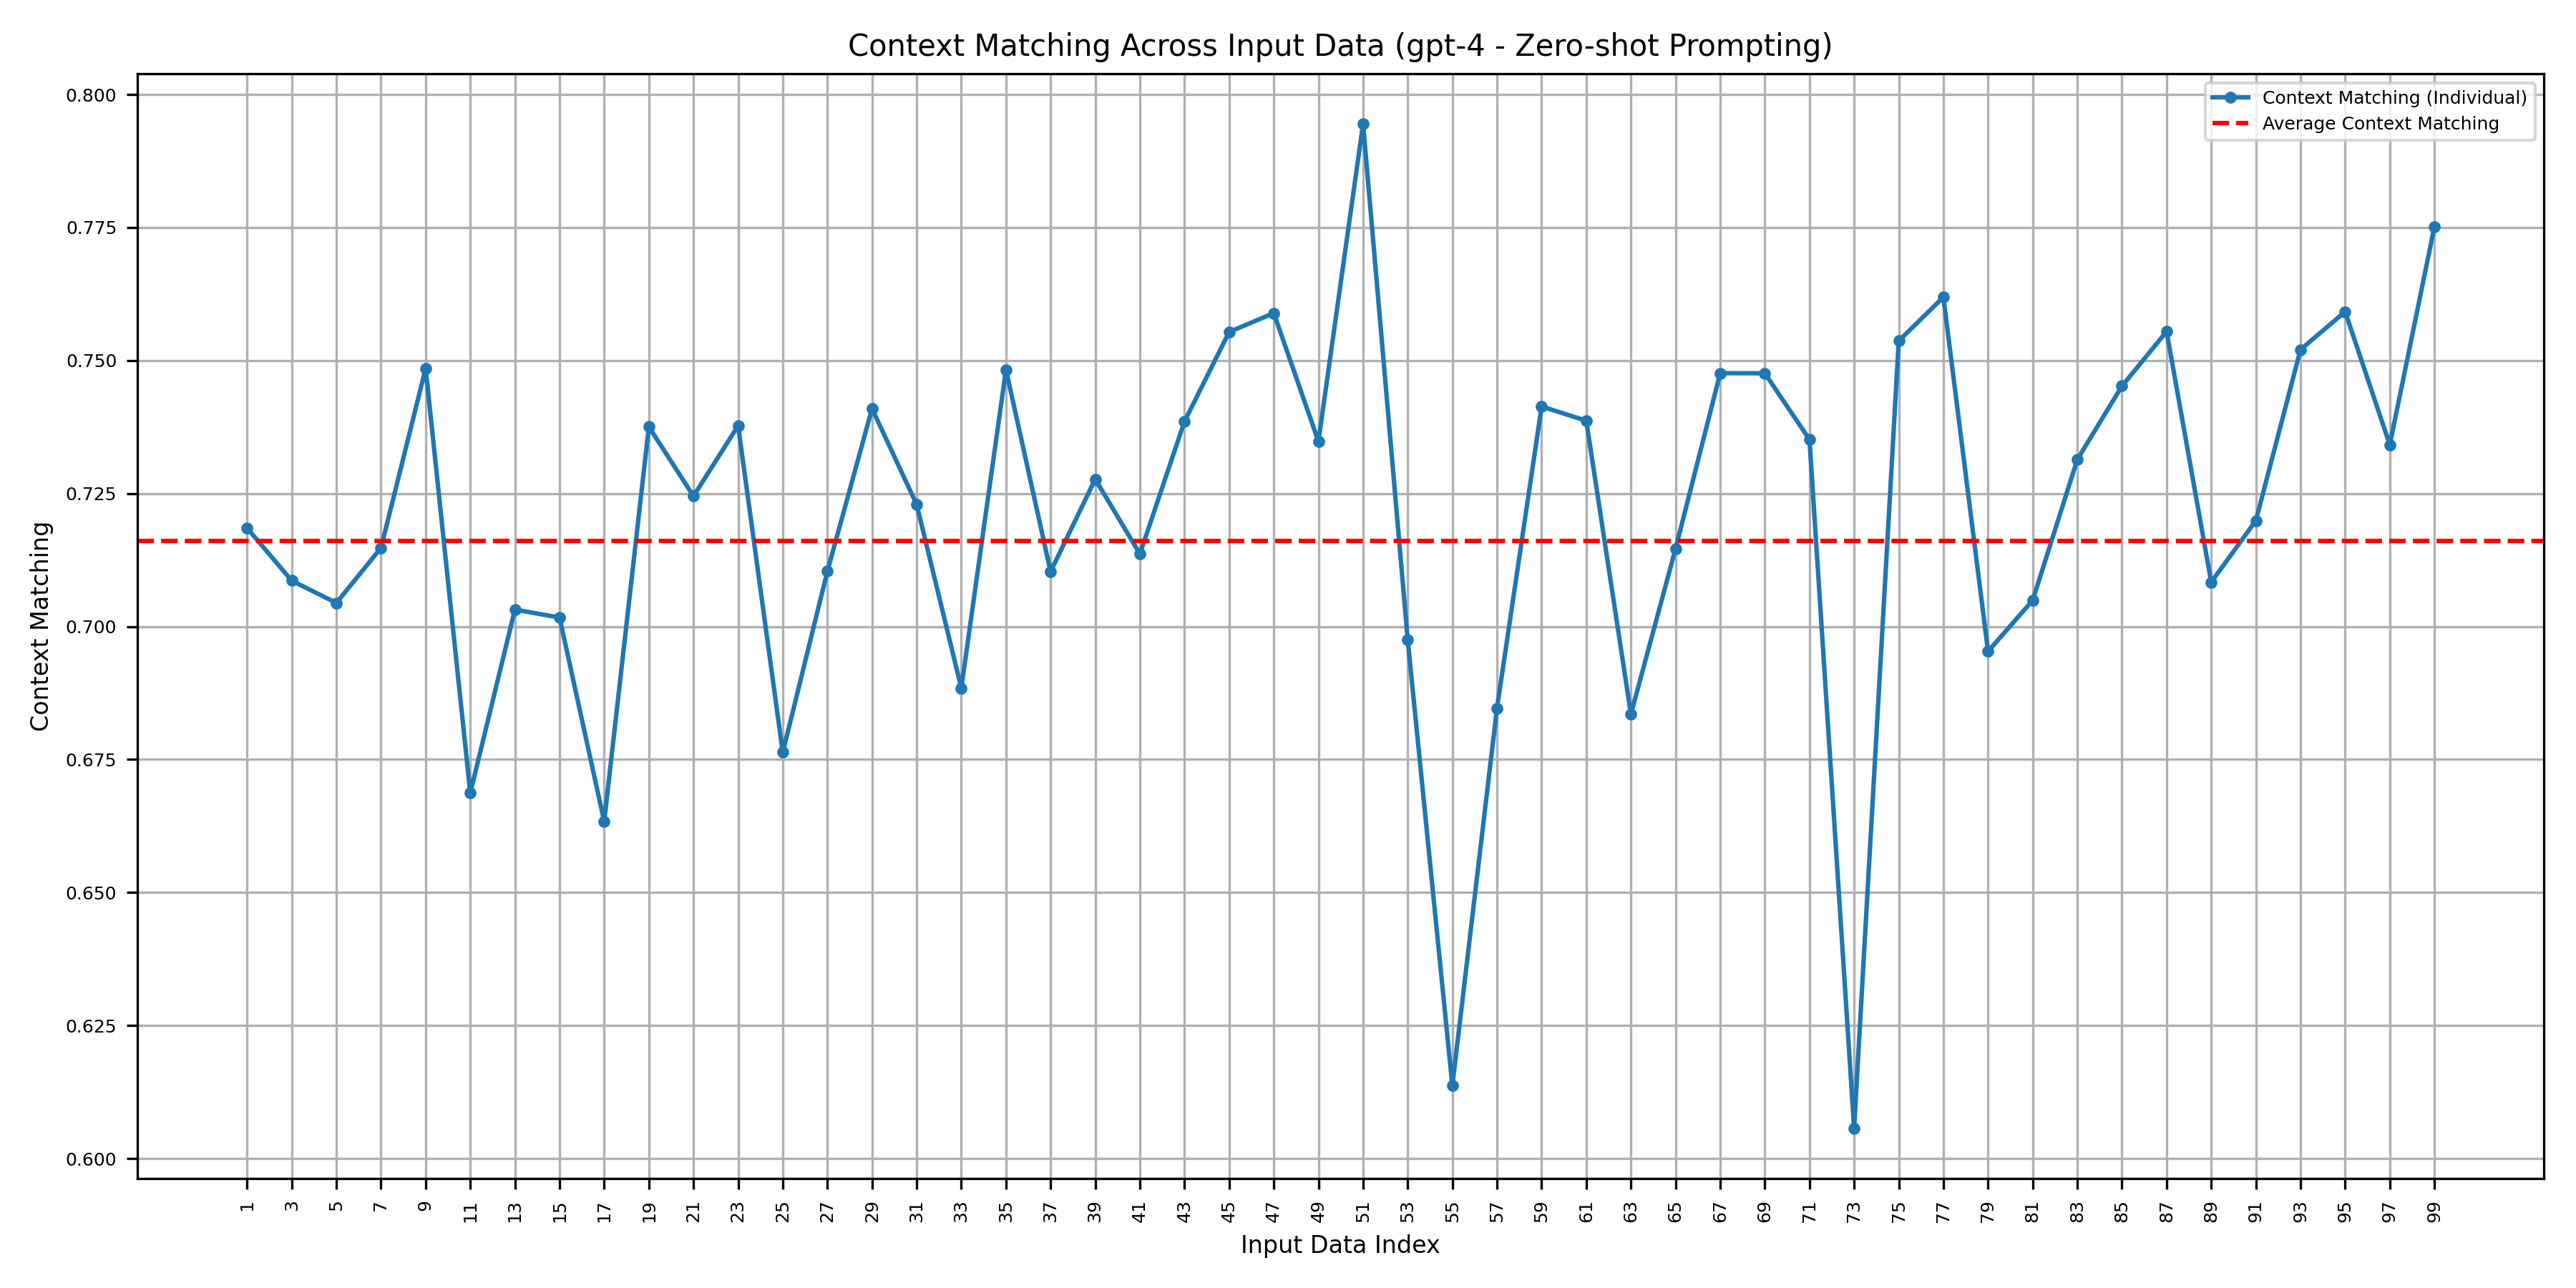 Context Matching Across Input Data (gpt-4 - Zero-shot Prompting)
Context Matching (Individual)
Average Context Matching
0.800
0.775
0.750
0.725
0.700
0.675
0.650
0.625
0.600
Context Matching
1 3 5 7 9 11 13 15 17 19 21 23 25 27 29 31 33 35 37 39 41 43 45 47 49 51 53 55 57 59 61 63 65 67 69 71 73 75 77 79 81 83 85 87 89 91 93 95 97 99
Input Data Index